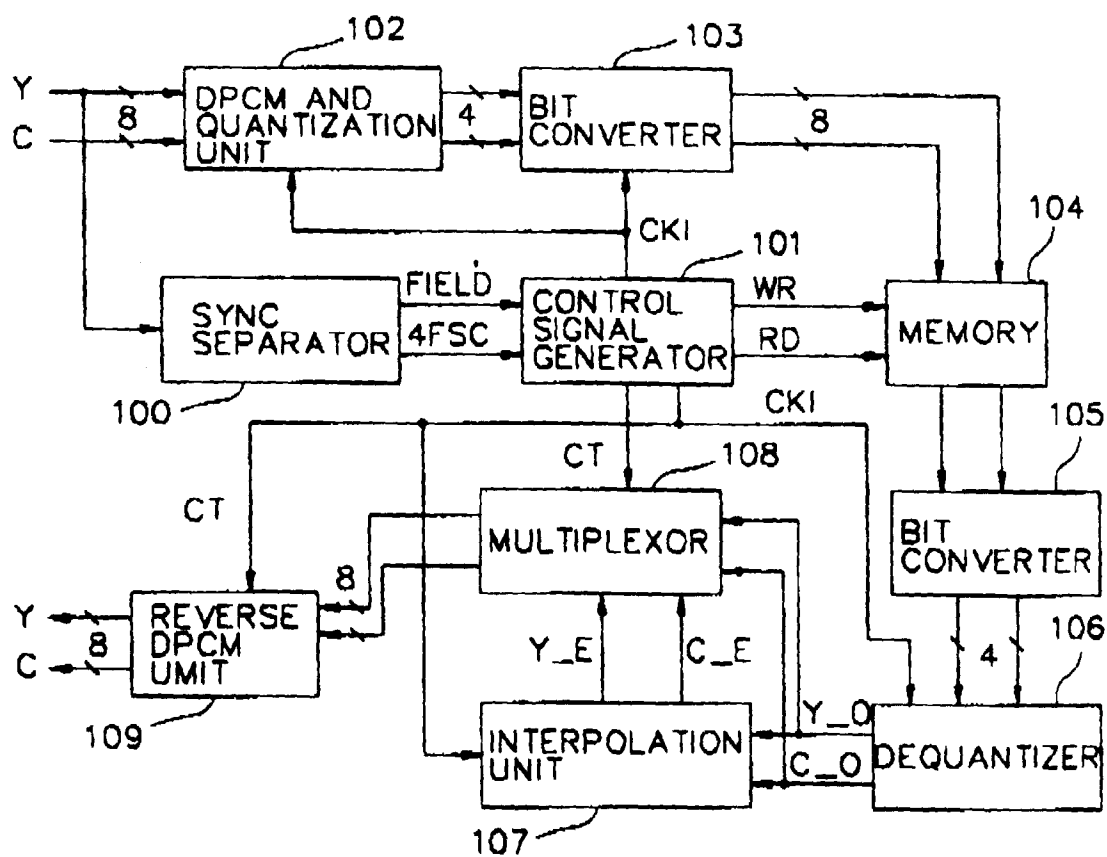 102
103
Y
8
DPCM AND
QUANTIZATION
UNIT
4
BIT
CONVERTER
8
C
8
CKI
104
101
FIELD
4FSC
SYNC
SEPARATOR
CONTROL
SIGNAL
GENERATOR
WR
RD
MEMORY
100
CKI
105
CT
108
CT
MULTIPLEXOR
BIT
CONVERTER
8
Y
8
C
8
REVERSE
DPCM
UMIT
Y_E
C_E
4
106
109
INTERPOLATION
UNIT
Y_O
C_O
DEQUANTIZER
107